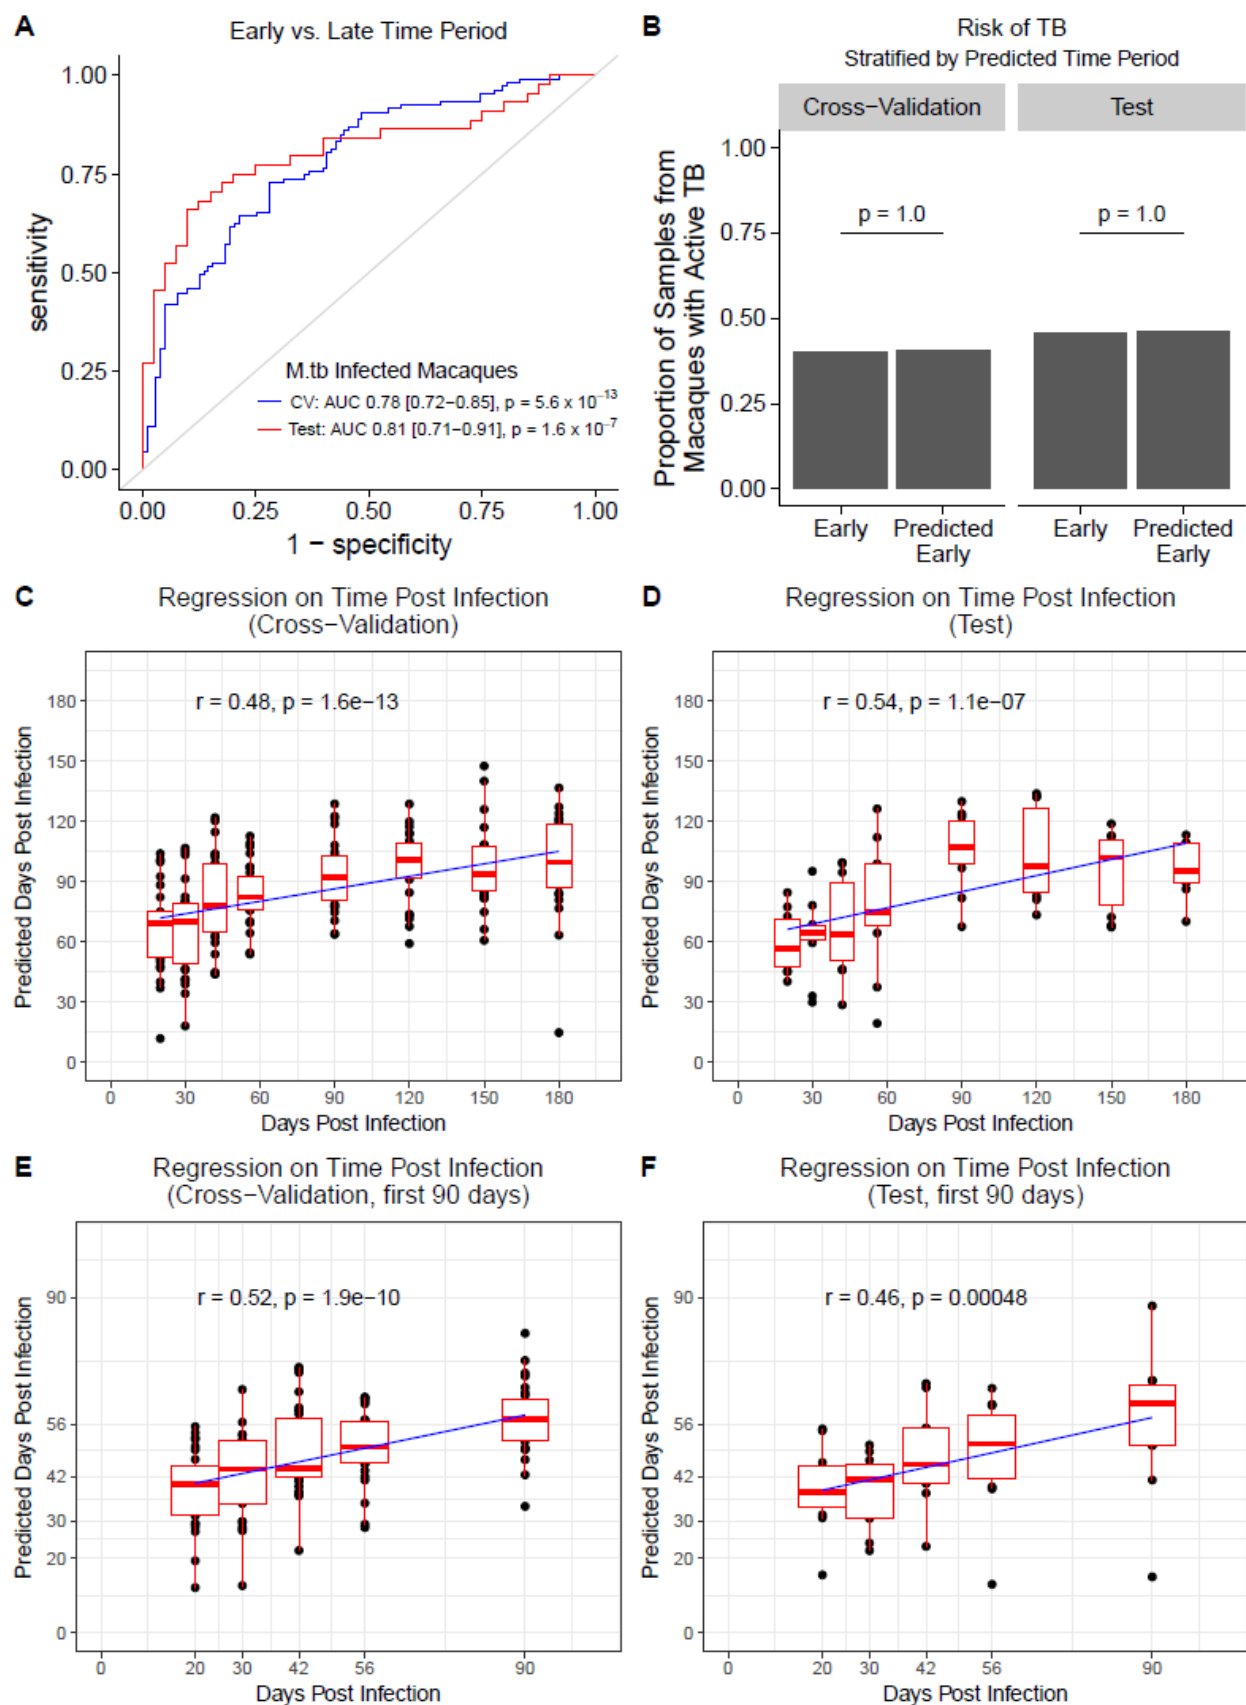 A
Early vs. Late Time Period
1.00
0.75
0.50
0.25
0.00
sensitivity
M.tb Infected Macaques
CV: AUC 0.78 [0.72−0.85], p = 5.6 x 10⁻¹³
Test: AUC 0.81 [0.71−0.91], p = 1.6 x 10⁻⁷
0.00 0.25 0.50 0.75 1.00
1 − specificity
B
Risk of TB
Stratified by Predicted Time Period
Cross−Validation Test
Proportion of Samples from
Macaques with Active TB
1.00
0.75
0.50
0.25
0.00
p = 1.0 p = 1.0
Early Predicted Early Predicted
Early Early
C
Regression on Time Post Infection
(Cross−Validation)
r = 0.48, p = 1.6e−13
Predicted Days Post Infection
180
150
120
90
60
30
0
0 30 60 90 120 150 180
Days Post Infection
D
Regression on Time Post Infection
(Test)
r = 0.54, p = 1.1e−07
Predicted Days Post Infection
180
150
120
90
60
30
0
0 30 60 90 120 150 180
Days Post Infection
E
Regression on Time Post Infection
(Cross−Validation, first 90 days)
r = 0.52, p = 1.9e−10
Predicted Days Post Infection
90
56
42
30
20
0
0 20 30 42 56 90
Days Post Infection
F
Regression on Time Post Infection
(Test, first 90 days)
r = 0.46, p = 0.00048
Predicted Days Post Infection
90
56
42
30
20
0
0 20 30 42 56 90
Days Post Infection